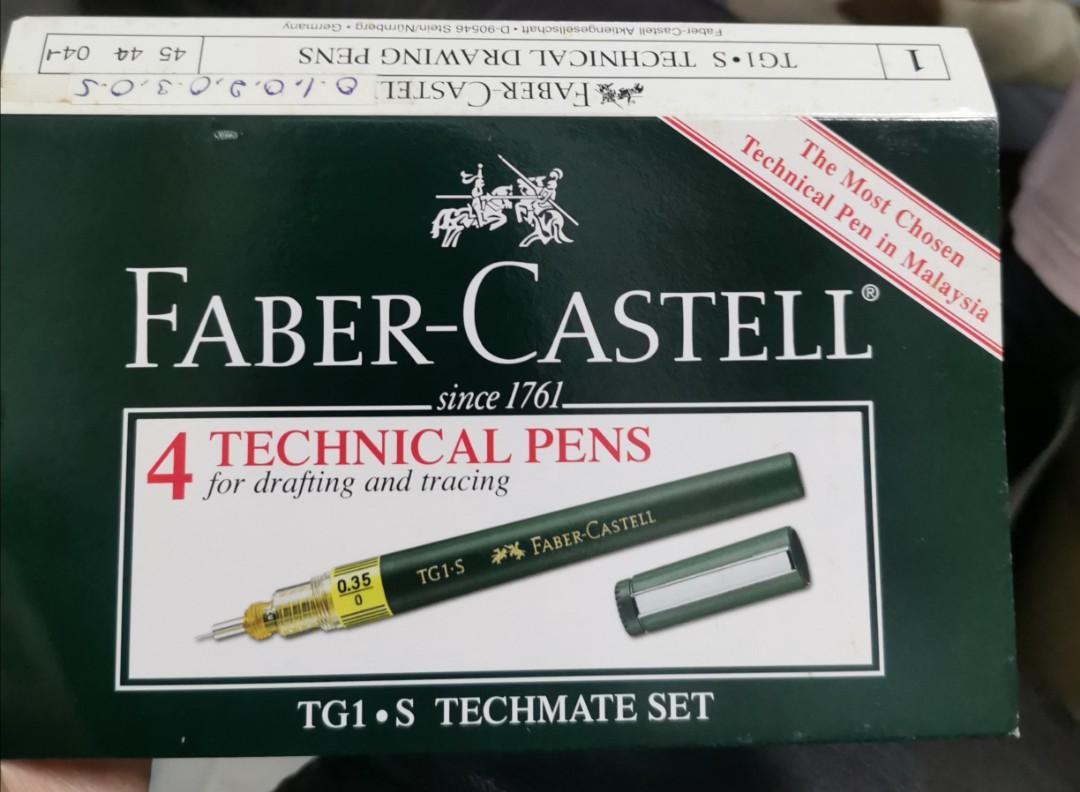 Faber-Castell Aktiengesellschaft • D-90546 Stein/Nürnberg • Germany
1 TG1•S TECHNICAL DRAWING PENS 45 44 04-1
FABER-CASTEL 0.1, 0.2, 0.3, 0.5
The Most Chosen
Technical Pen in Malaysia
FABER-CASTELL®
since 1761
4 TECHNICAL PENS
for drafting and tracing
TG1•S FABER-CASTELL
0.35
0
TG1•S TECHMATE SET